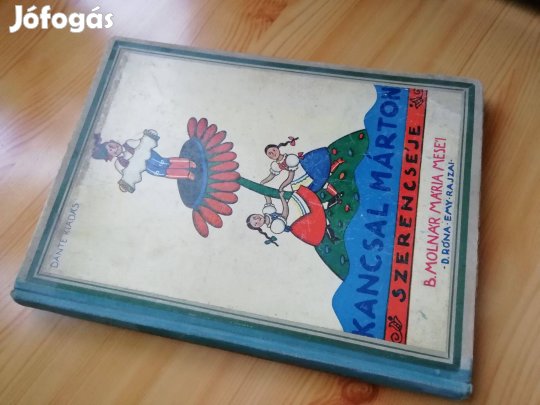 Jófogás
DANTE KIADÁS
KANCSAL MÁRTON
SZERENCSÉJE
B. MOLNÁR MÁRIA MESÉI
-D. RÓNA-EMY-RAJZAI-